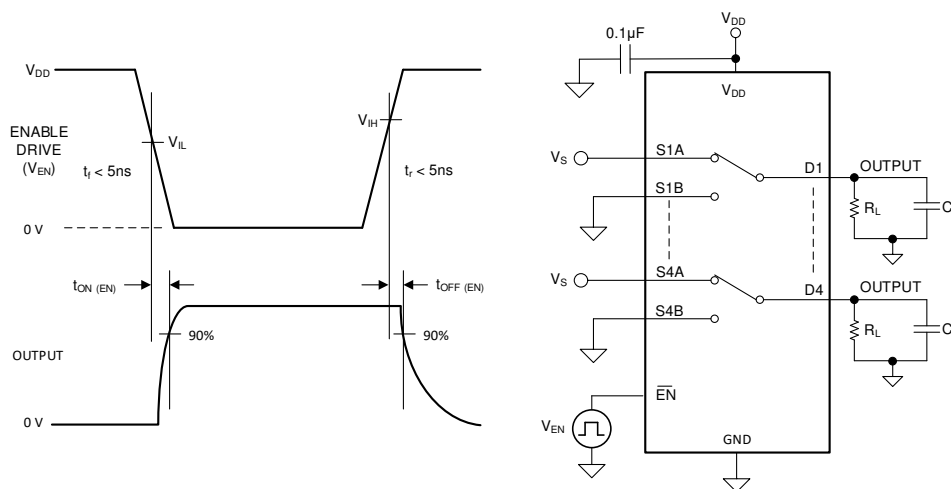 V_DD
ENABLE
DRIVE
(V_EN)
t_f < 5ns
V_IL
V_IH
t_r < 5ns
0 V
t_ON (EN)
t_OFF (EN)
90%
90%
OUTPUT
0 V
V_DD
0.1µF
V_DD
V_S
S1A
D1
OUTPUT
S1B
R_L
C
V_S
S4A
D4
OUTPUT
S4B
R_L
C
E̅N̅
V_EN
GND